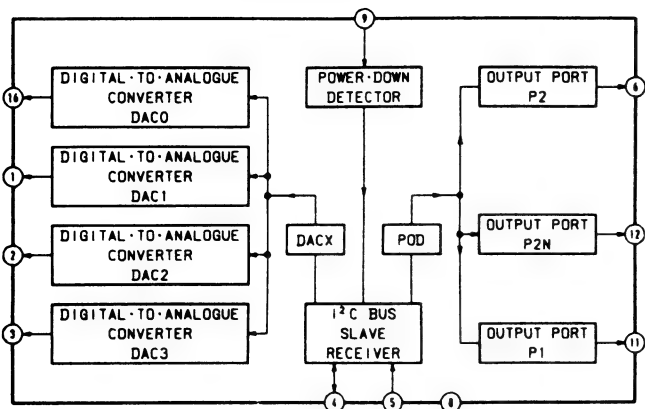 9
DIGITAL·TO·ANALOGUE
CONVERTER
DAC0
16
POWER·DOWN
DETECTOR
OUTPUT PORT
P2
6
DIGITAL·TO·ANALOGUE
CONVERTER
DAC1
1
DIGITAL·TO·ANALOGUE
CONVERTER
DAC2
2
DACX
POD
OUTPUT PORT
P2N
12
DIGITAL·TO·ANALOGUE
CONVERTER
DAC3
3
I²C BUS
SLAVE
RECEIVER
OUTPUT PORT
P1
11
4
5
8